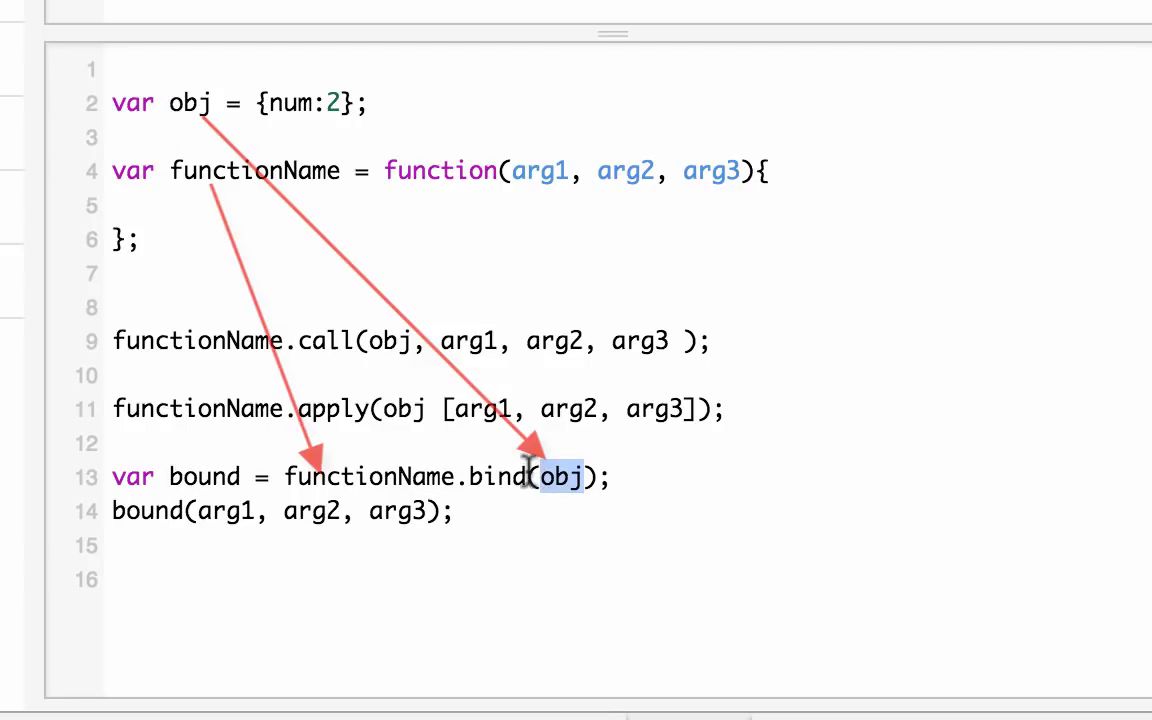 1
2 var obj = {num:2};
3
4 var functionName = function(arg1, arg2, arg3){
5
6 };
7
8
9 functionName.call(obj, arg1, arg2, arg3 );
10
11 functionName.apply(obj [arg1, arg2, arg3]);
12
13 var bound = functionName.bind(obj);
14 bound(arg1, arg2, arg3);
15
16